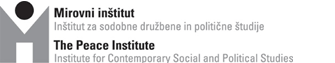 Mirovni inštitut
Inštitut za sodobne družbene in politične študije
The Peace Institute
Institute for Contemporary Social and Political Studies